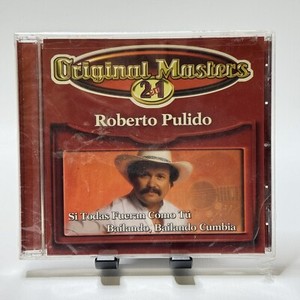 Original Masters
2x1
Roberto Pulido
Si Todas Fueran Como Tú
Bailando, Bailando Cumbia